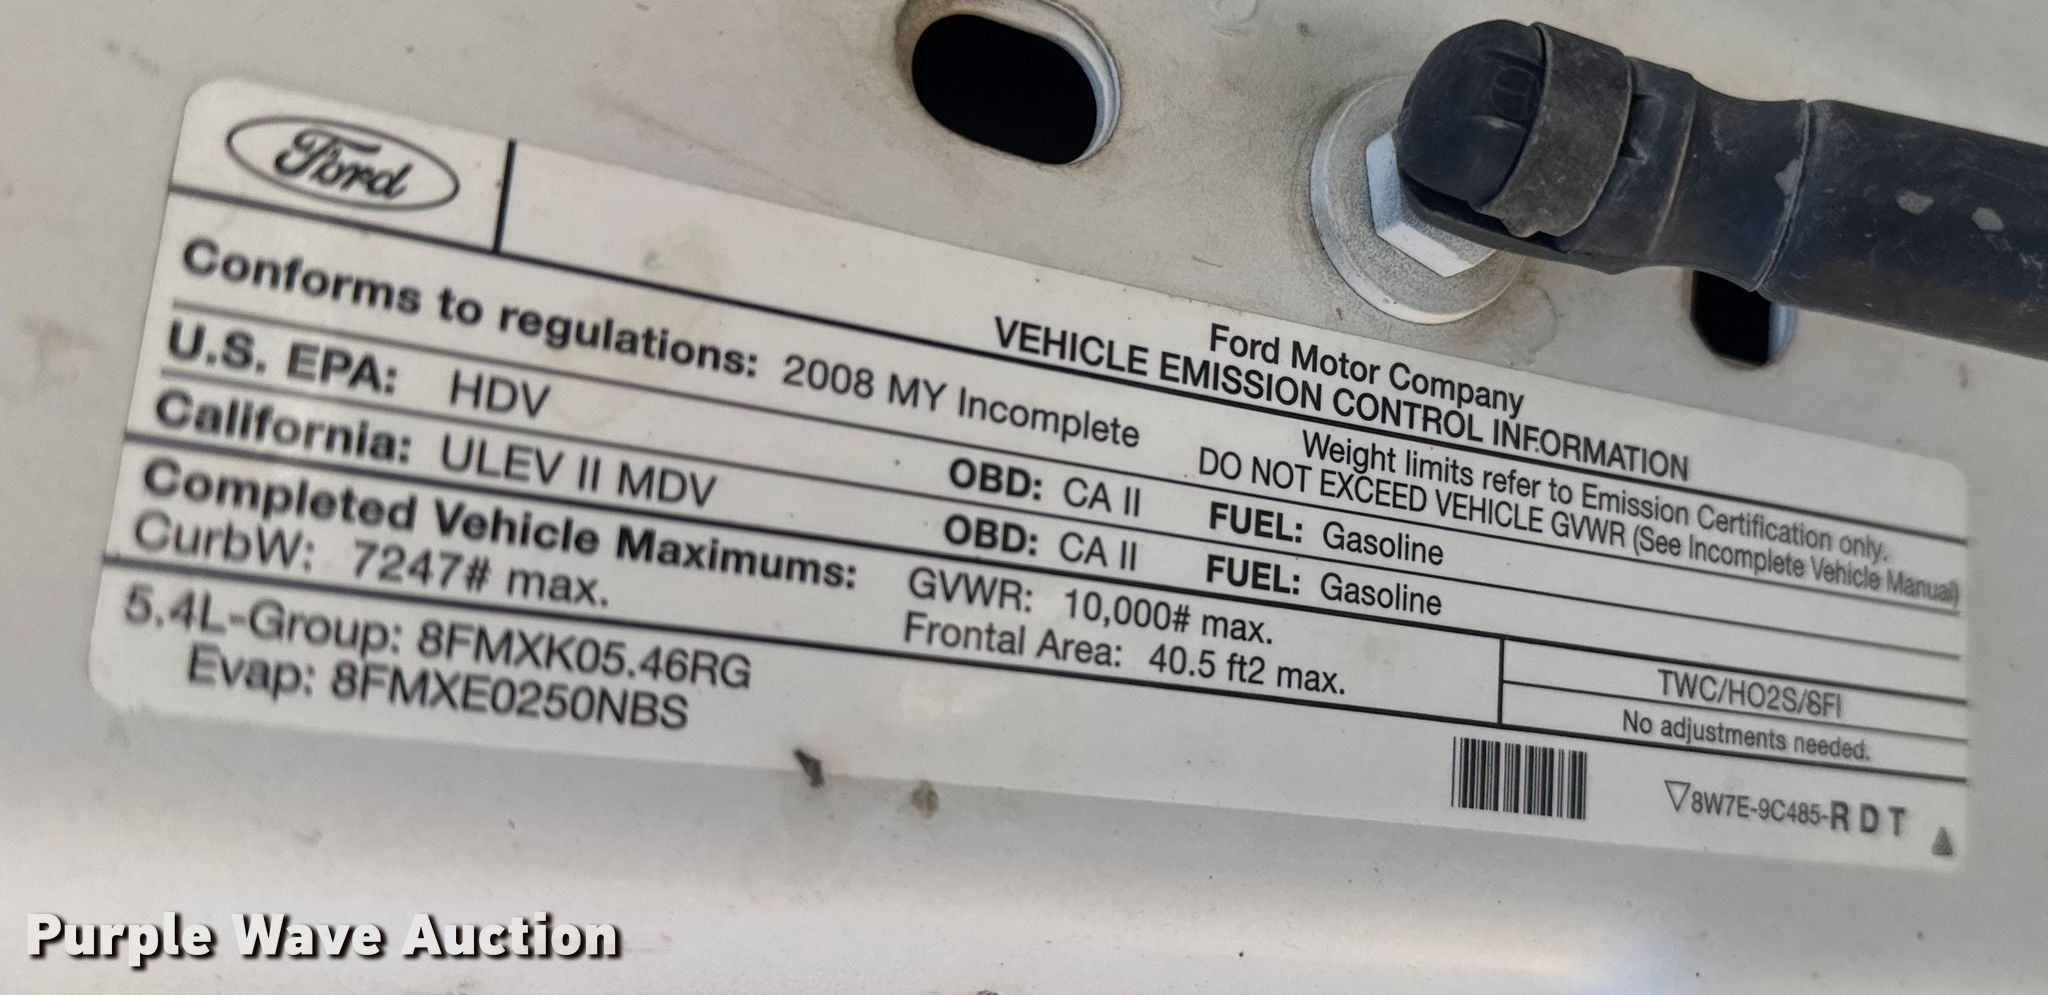 Ford
Ford Motor Company
VEHICLE EMISSION CONTROL INFORMATION
Conforms to regulations: 2008 MY Incomplete
Weight limits refer to Emission Certification only.
DO NOT EXCEED VEHICLE GVWR (See Incomplete Vehicle Manual)
U.S. EPA: HDV OBD: CA II FUEL: Gasoline
California: ULEV II MDV OBD: CA II FUEL: Gasoline
Completed Vehicle Maximums: GVWR: 10,000# max.
CurbW: 7247# max. Frontal Area: 40.5 ft2 max.
TWC/HO2S/SFI
No adjustments needed.
5.4L-Group: 8FMXK05.46RG
Evap: 8FMXE0250NBS
8W7E-9C485-R D T
Purple Wave Auction